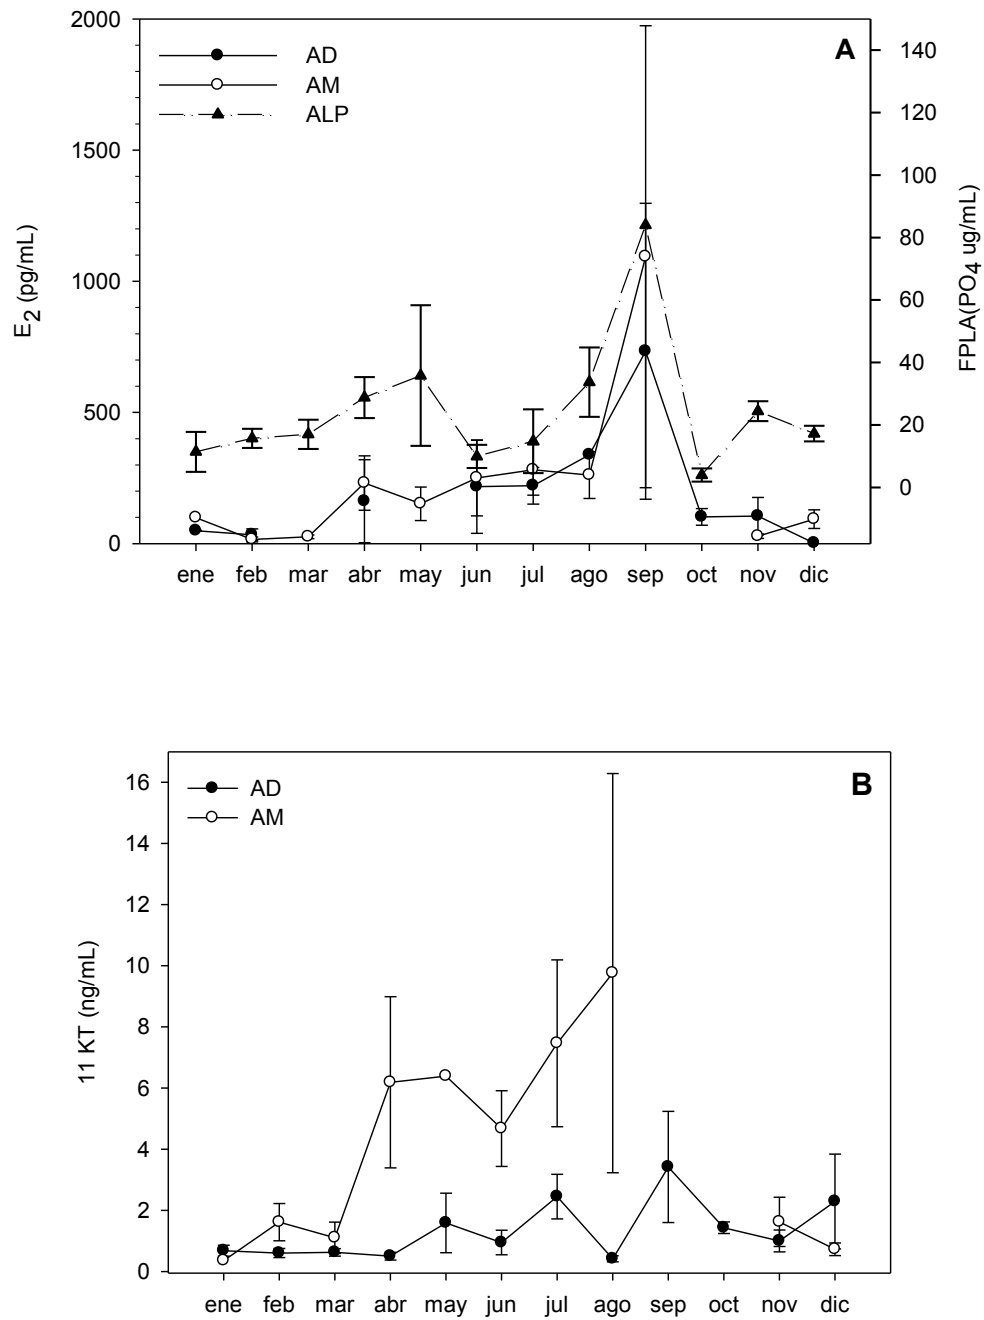 A
AD
AM
ALP
E2 (pg/mL)
2000
1500
1000
500
0
FPLA(PO4 ug/mL)
140
120
100
80
60
40
20
0
ene feb mar abr may jun jul ago sep oct nov dic
B
AD
AM
11 KT (ng/mL)
16
14
12
10
8
6
4
2
0
ene feb mar abr may jun jul ago sep oct nov dic